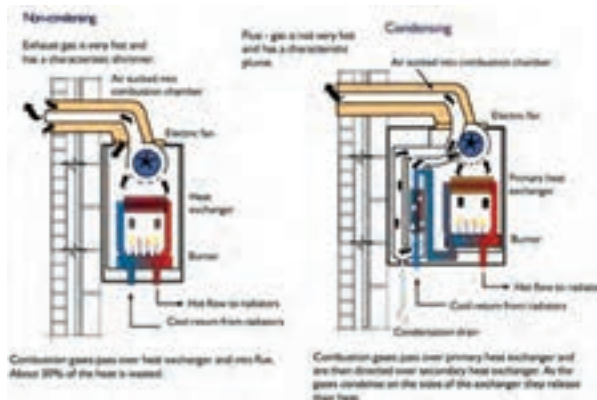 Non-condensing
Exhaust gas is very hot and
has a characteristic shimmer.
Air sucked into
combustion chamber
Electric fan
Heat
exchanger
Burner
Hot flow to radiators
Cool return from radiators
Combustion gases pass over heat exchanger and into flue.
About 30% of the heat is wasted.
Condensing
Flue - gas is not very hot
and has a characteristic
plume.
Air sucked into combustion chamber
Electric fan
Primary heat
exchanger
Burner
Hot flow to radiators
Cool return from radiators
Condensation drain
Combustion gases pass over primary heat exchanger and
are then directed over secondary heat exchanger. As the
gases condense on the sides of the exchanger they release
their heat.